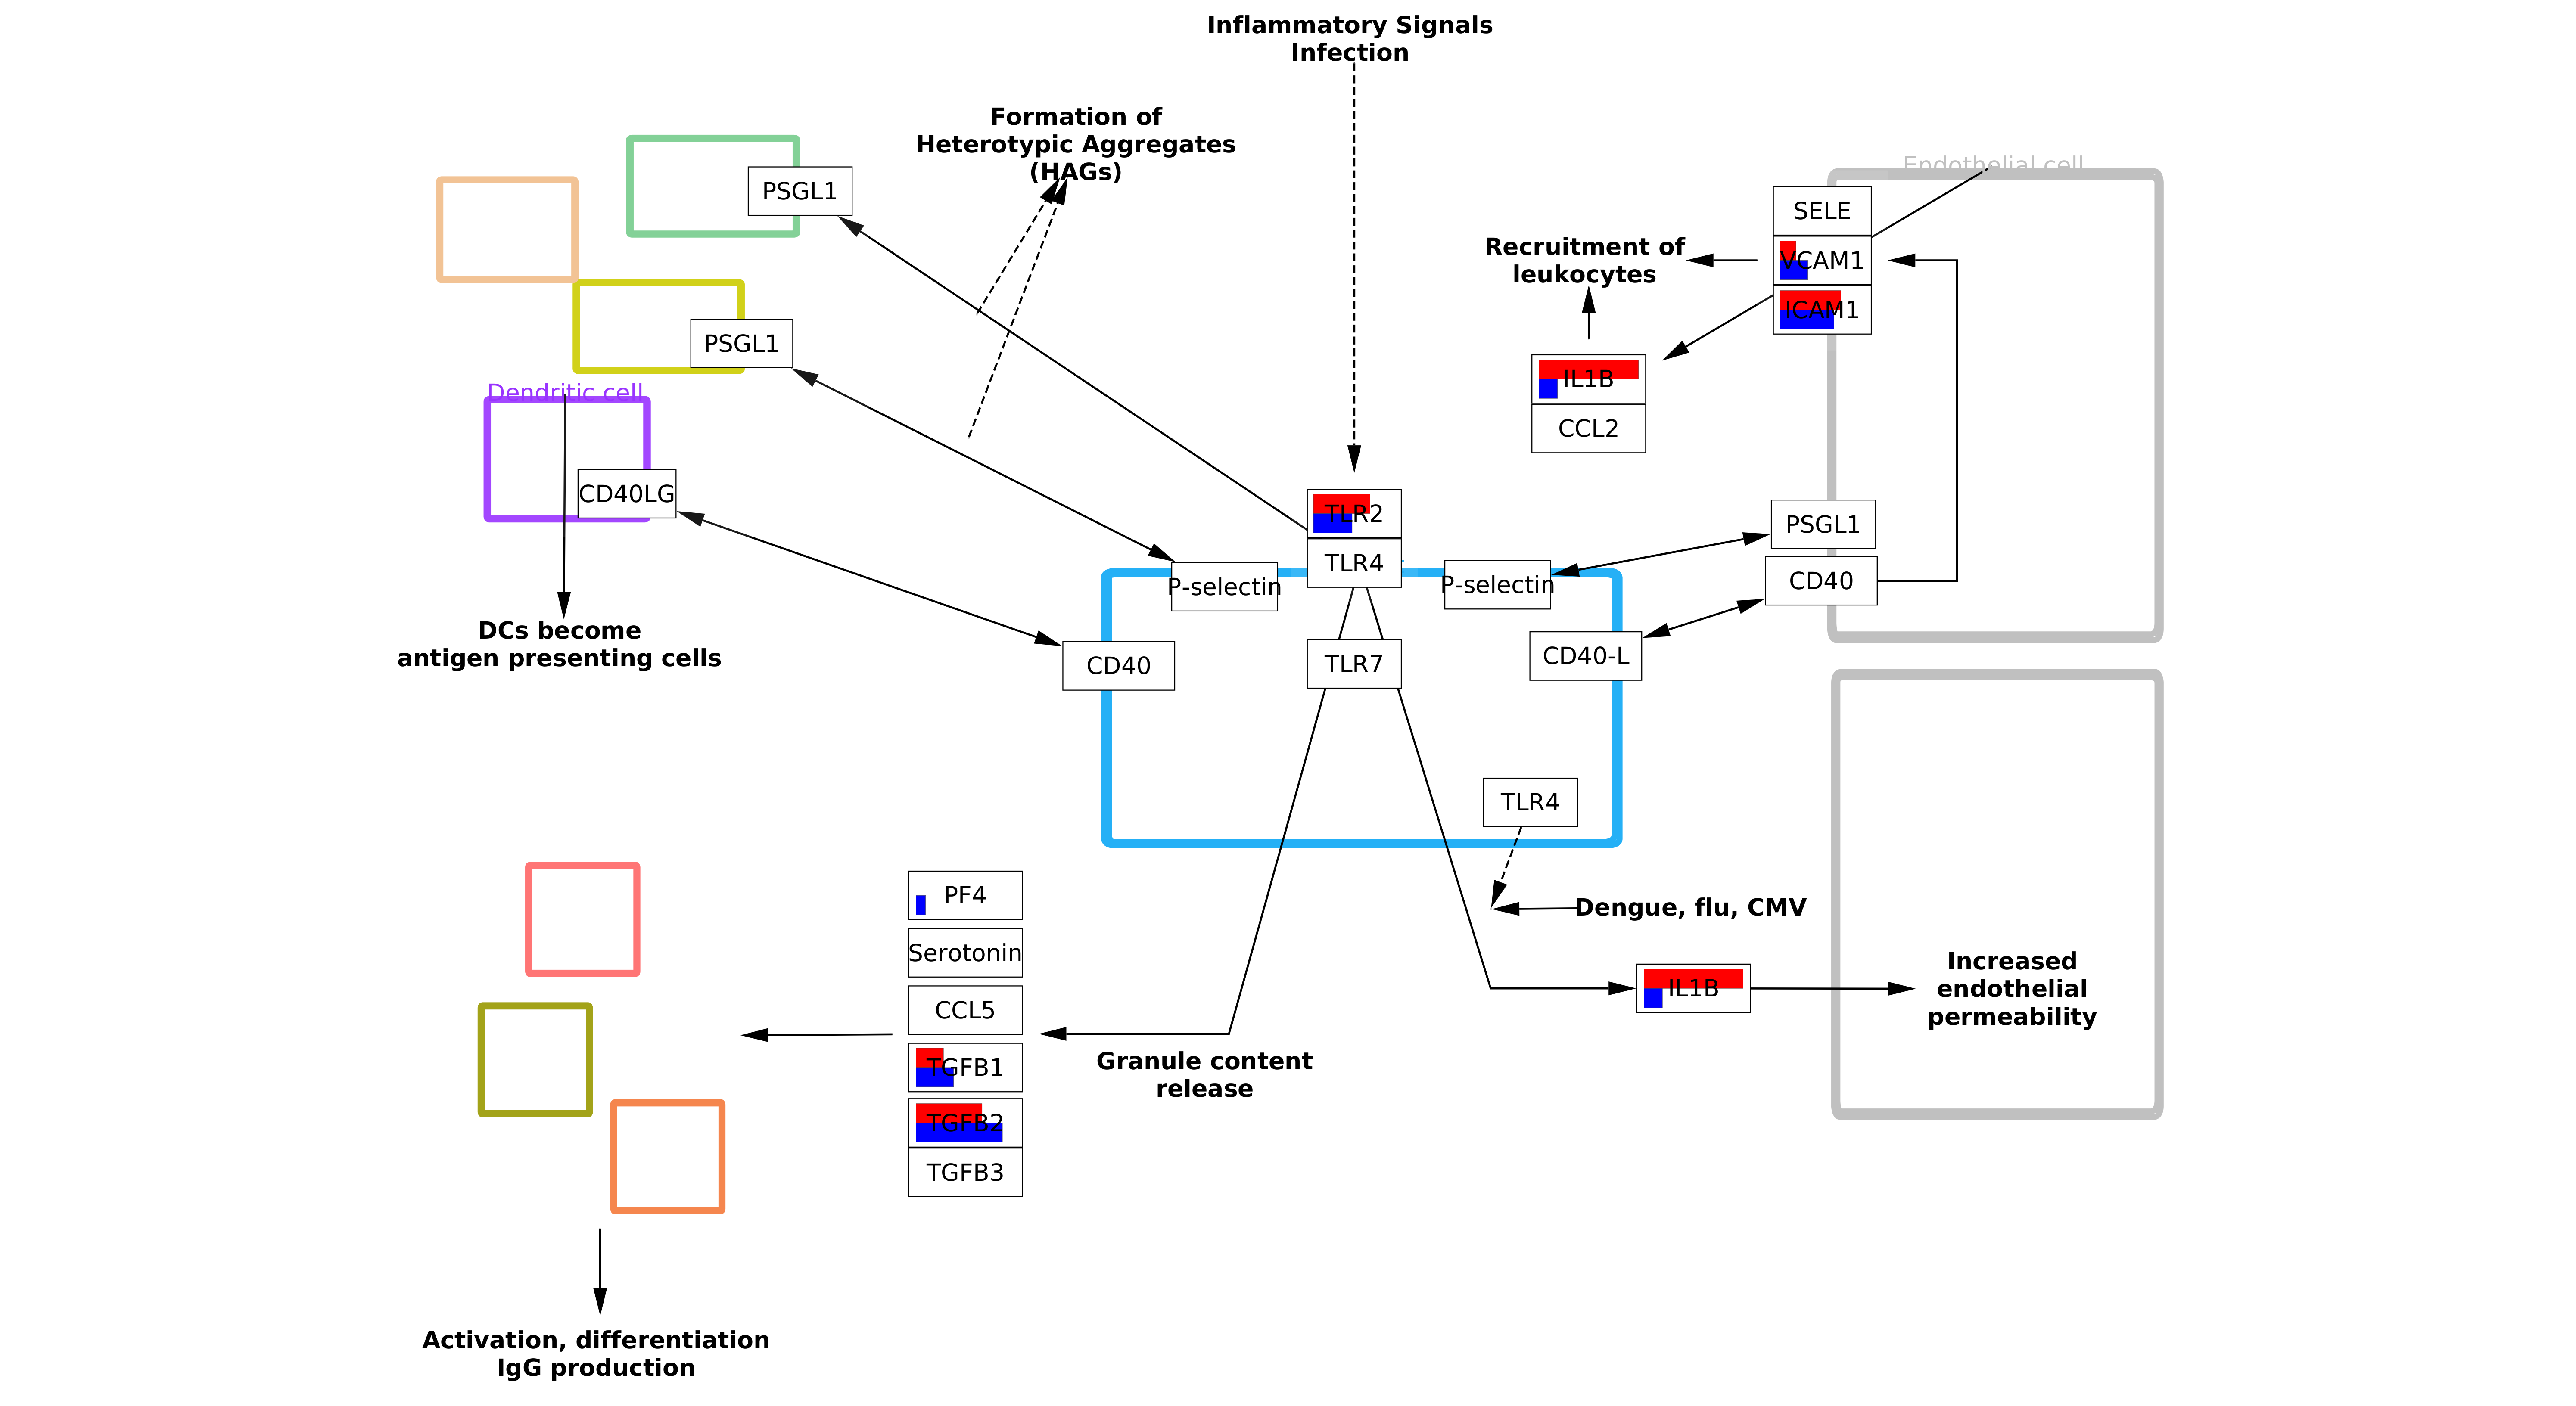 Inflammatory Signals
Infection
Formation of
Heterotypic Aggregates
(HAGs)
Endothelial cell
PSGL1
SELE
Recruitment of
leukocytes
VCAM1
ICAM1
PSGL1
IL1B
CCL2
Dendritic cell
CD40LG
TLR2
TLR4
PSGL1
P-selectin
P-selectin
CD40
DCs become
antigen presenting cells
CD40
TLR7
CD40-L
TLR4
PF4
Dengue, flu, CMV
Serotonin
CCL5
IL1B
Increased
endothelial
permeability
TGFB1
Granule content
release
TGFB2
TGFB3
Activation, differentiation
IgG production